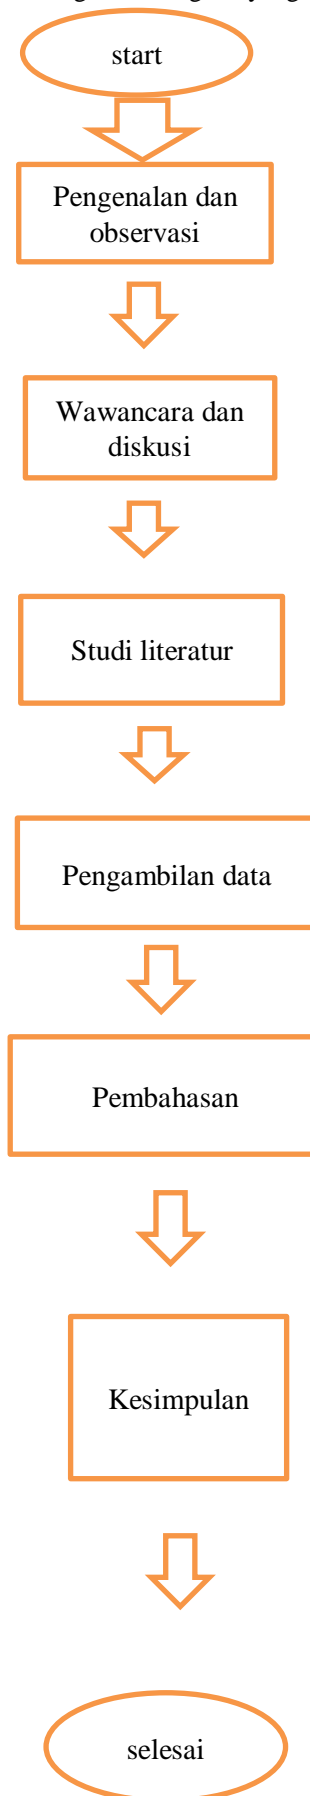 start
Pengenalan dan
observasi
Wawancara dan
diskusi
Studi literatur
Pengambilan data
Pembahasan
Kesimpulan
selesai